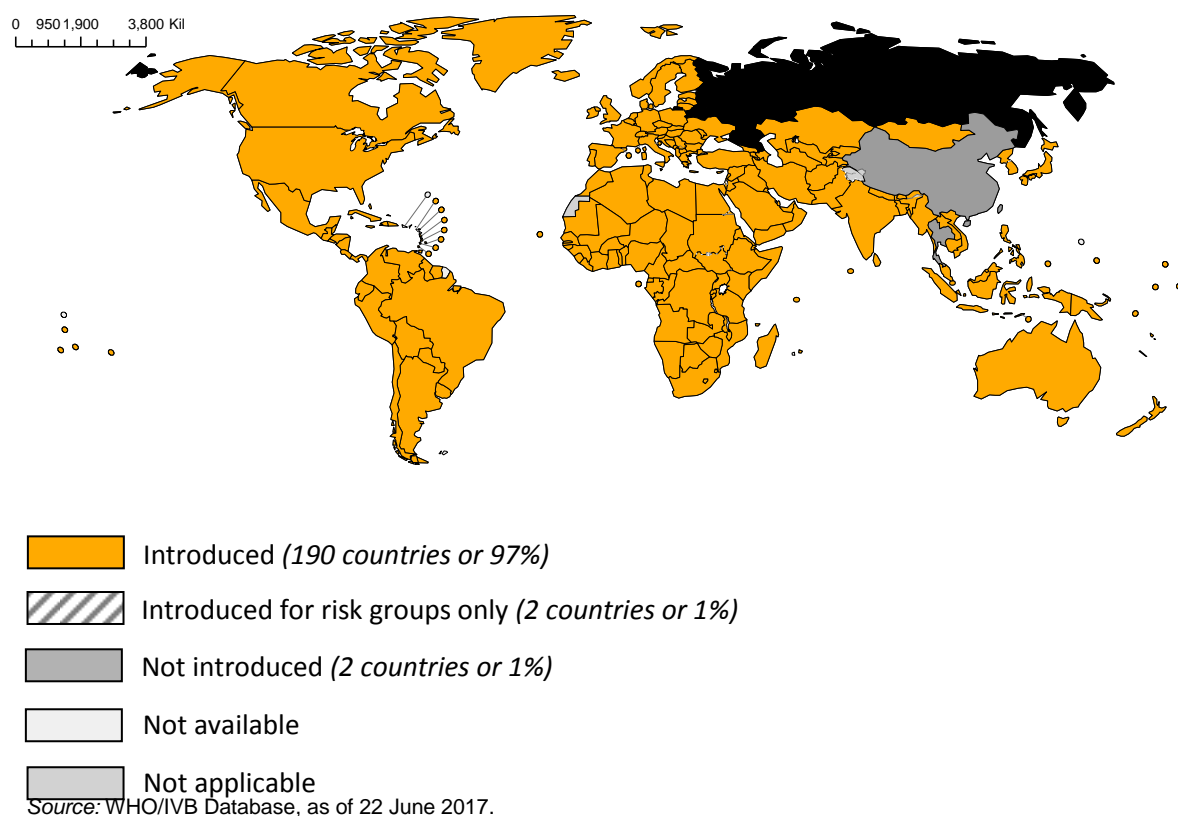 0 950 1,900 3,800 Kil
Introduced (190 countries or 97%)
Introduced for risk groups only (2 countries or 1%)
Not introduced (2 countries or 1%)
Not available
Not applicable
Source: WHO/IVB Database, as of 22 June 2017.